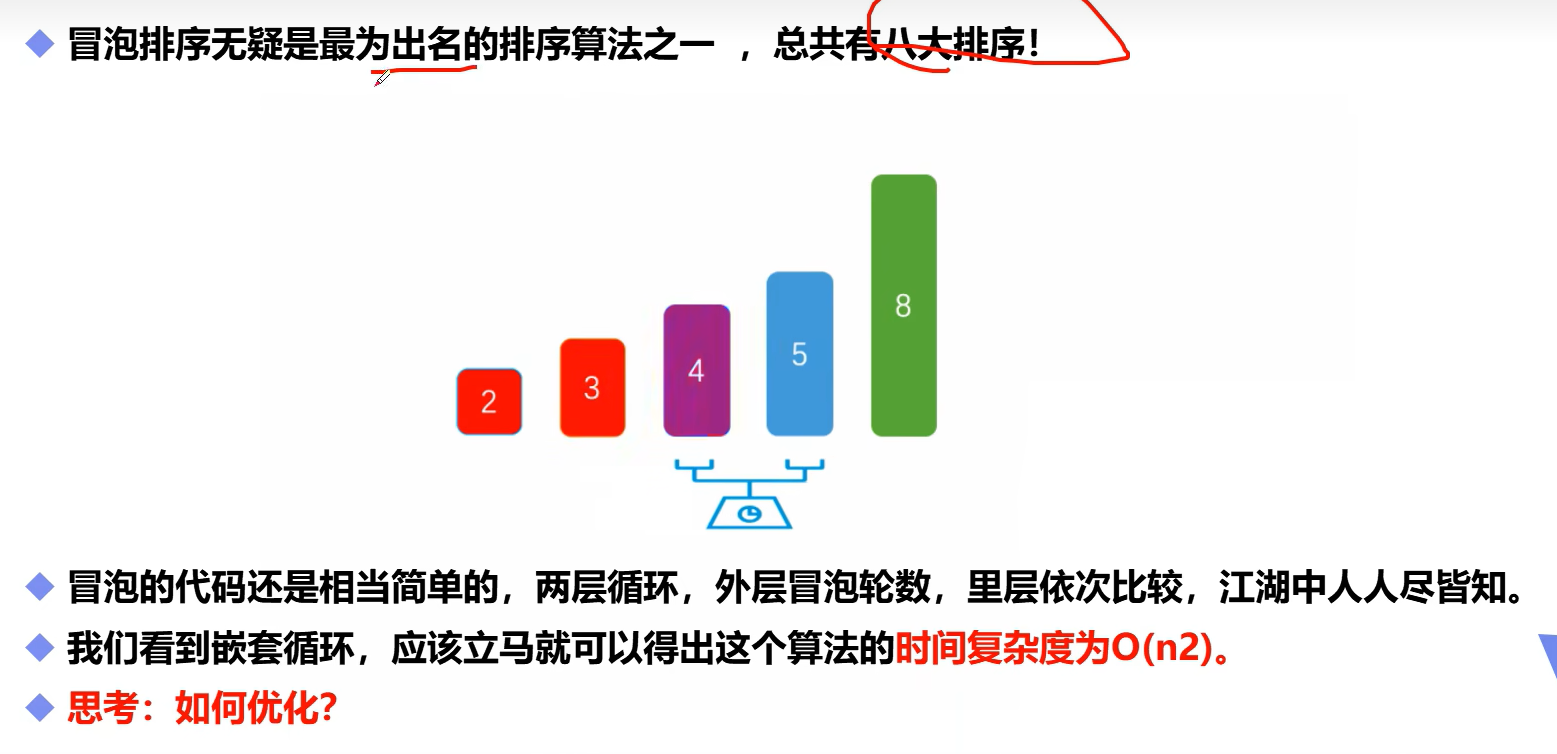 冒泡排序无疑是最为出名的排序算法之一 ，总共有八大排序！
2 3 4 5 8
冒泡的代码还是相当简单的，两层循环，外层冒泡轮数，里层依次比较，江湖中人人尽皆知。
我们看到嵌套循环，应该立马就可以得出这个算法的时间复杂度为O(n2)。
思考：如何优化？